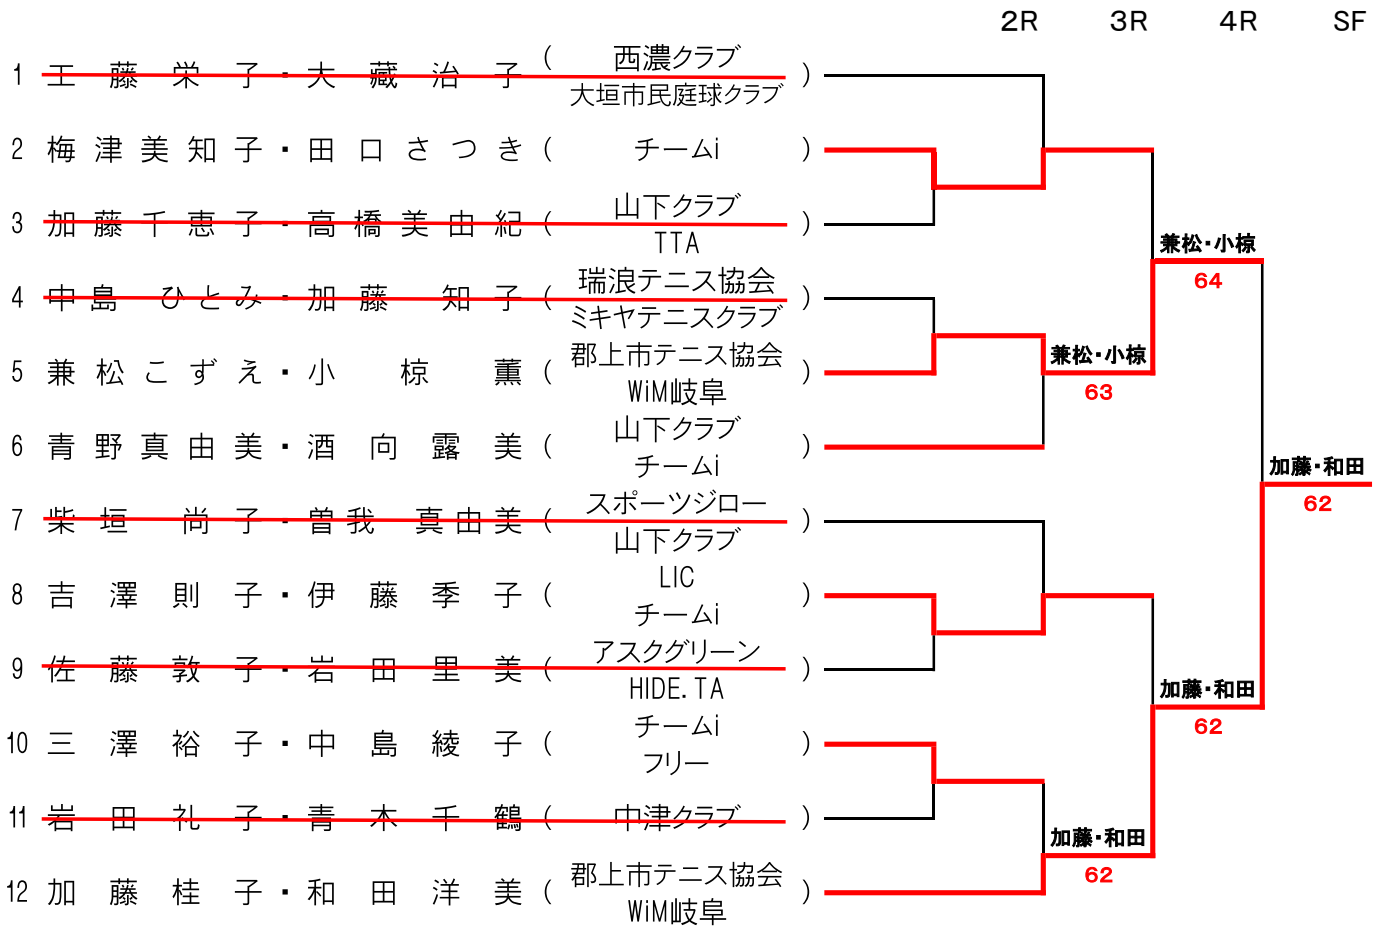 2R 3R 4R SF
1 工藤栄子・大蔵治子 ( 西濃クラブ
大垣市民庭球クラブ )
2 梅津美知子・田口さつき ( チームi )
3 加藤千恵子・高橋美由紀 ( 山下クラブ
TTA )
兼松・小椋
64
4 中島ひとみ・加藤知子 ( 瑞浪テニス協会
ミキヤテニスクラブ )
5 兼松こずえ・小椋薫 ( 郡上市テニス協会
WiM岐阜 )
兼松・小椋
63
6 青野真由美・酒向露美 ( 山下クラブ
チームi )
加藤・和田
62
7 柴垣尚子・曽我真由美 ( スポーツジロー
山下クラブ )
8 吉澤則子・伊藤季子 ( LIC
チームi )
9 佐藤敦子・岩田里美 ( アスクグリーン
HIDE.TA )
加藤・和田
62
10 三澤裕子・中島綾子 ( チームi
フリー )
11 岩田礼子・青木千鶴 ( 中津クラブ )
加藤・和田
62
12 加藤桂子・和田洋美 ( 郡上市テニス協会
WiM岐阜 )